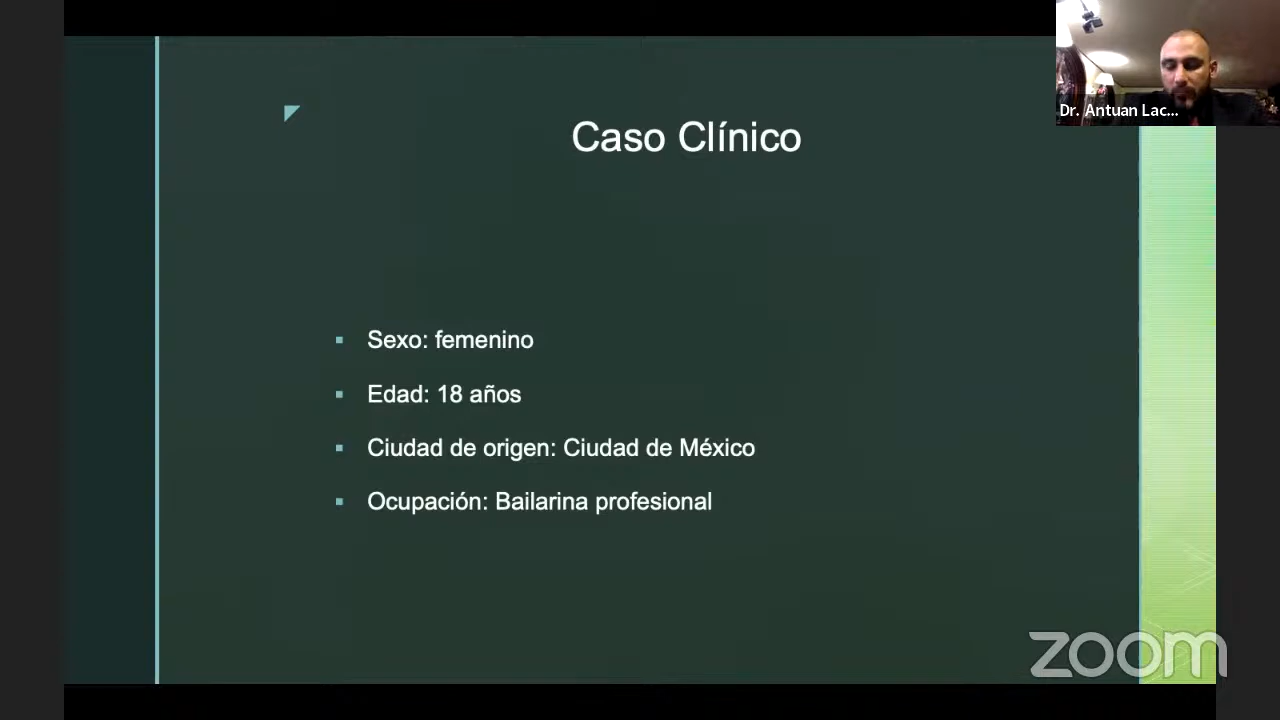 Dr. Antuan Lac...
Caso Clínico
Sexo: femenino
Edad: 18 años
Ciudad de origen: Ciudad de México
Ocupación: Bailarina profesional
zoom